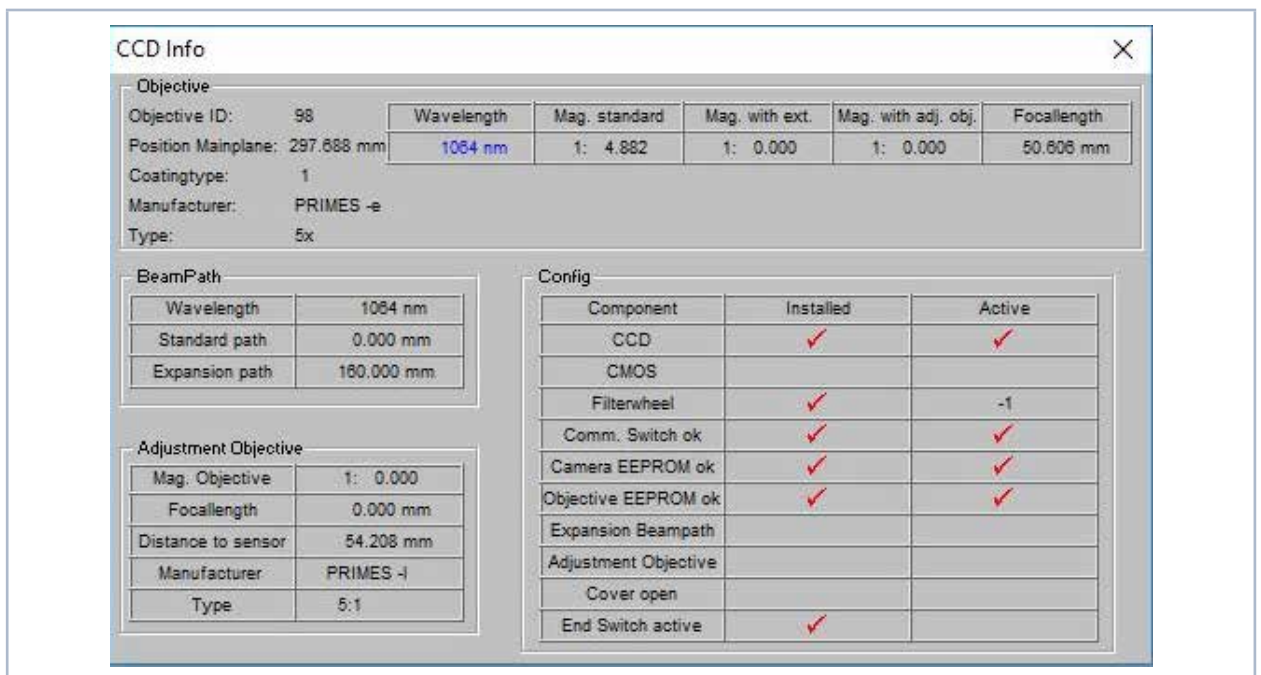 CCD Info
Objective
Objective ID: 98
Position Mainplane: 297.688 mm
Coatingtype: 1
Manufacturer: PRIMES -e
Type: 5x
Wavelength Mag. standard Mag. with ext. Mag. with adj. obj. Focallength
1064 nm 1: 4.882 1: 0.000 1: 0.000 50.606 mm
BeamPath
Wavelength 1064 nm
Standard path 0.000 mm
Expansion path 160.000 mm
Adjustment Objective
Mag. Objective 1: 0.000
Focallength 0.000 mm
Distance to sensor 54.208 mm
Manufacturer PRIMES -l
Type 5:1
Config
Component Installed Active
CCD ✓ ✓
CMOS
Filterwheel ✓ -1
Comm. Switch ok ✓ ✓
Camera EEPROM ok ✓ ✓
Objective EEPROM ok ✓ ✓
Expansion Beampath
Adjustment Objective
Cover open
End Switch active ✓